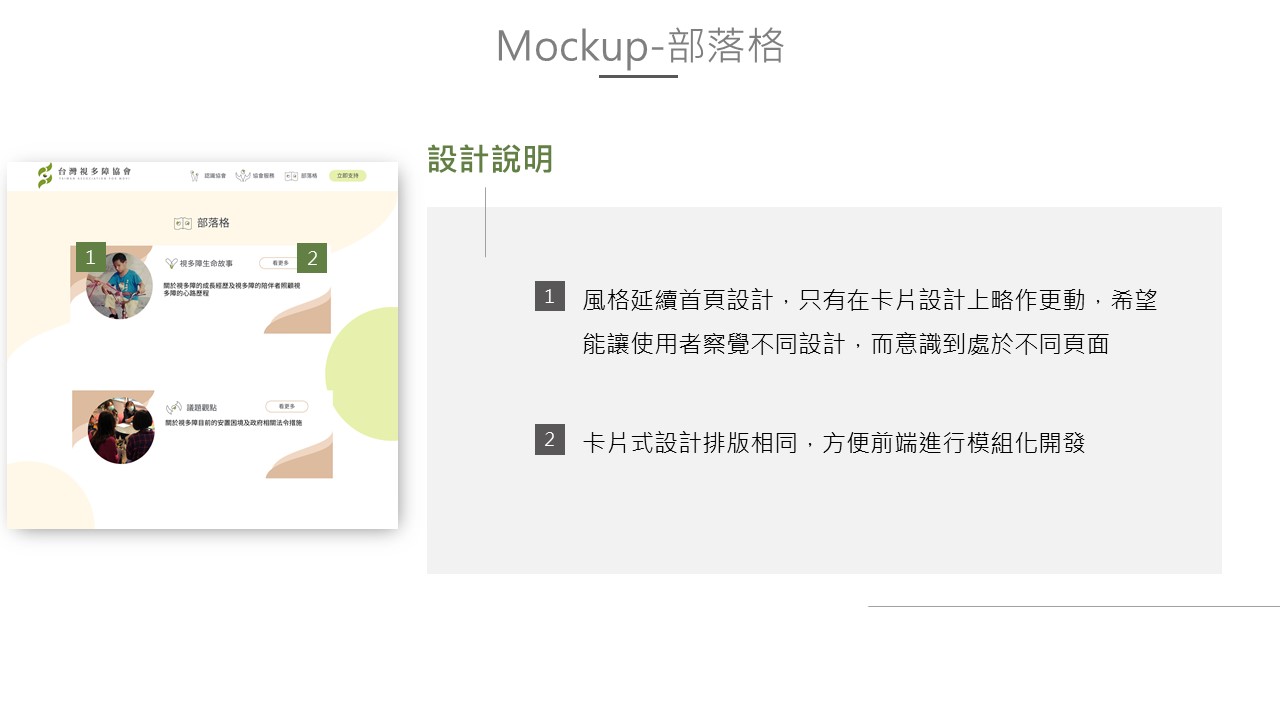 Mockup-部落格
台灣視多障協會
認識協會 協會服務 部落格 立即支持
部落格
1
2
視多障生命故事 看更多
關於視多障的成長經歷及視多障的陪伴者照顧視
多障的心路歷程
議題觀點 看更多
關於視多障目前的安置困境及政府相關法令措施
設計說明
1 風格延續首頁設計，只有在卡片設計上略作更動，希望
能讓使用者察覺不同設計，而意識到處於不同頁面
2 卡片式設計排版相同，方便前端進行模組化開發